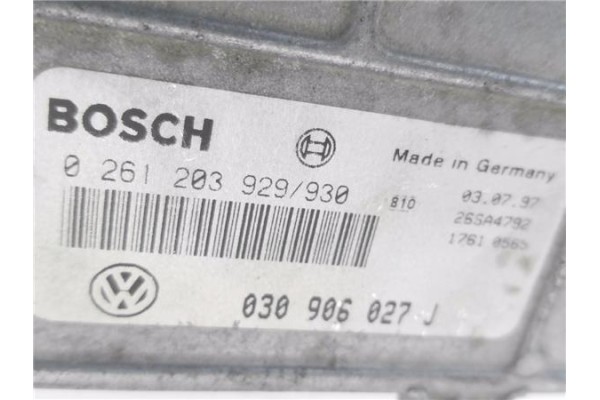 BOSCH
Made in Germany
0 261 203 929/930
810
03.07.97
26SA4792
1761 0565
VW
030 906 027 J